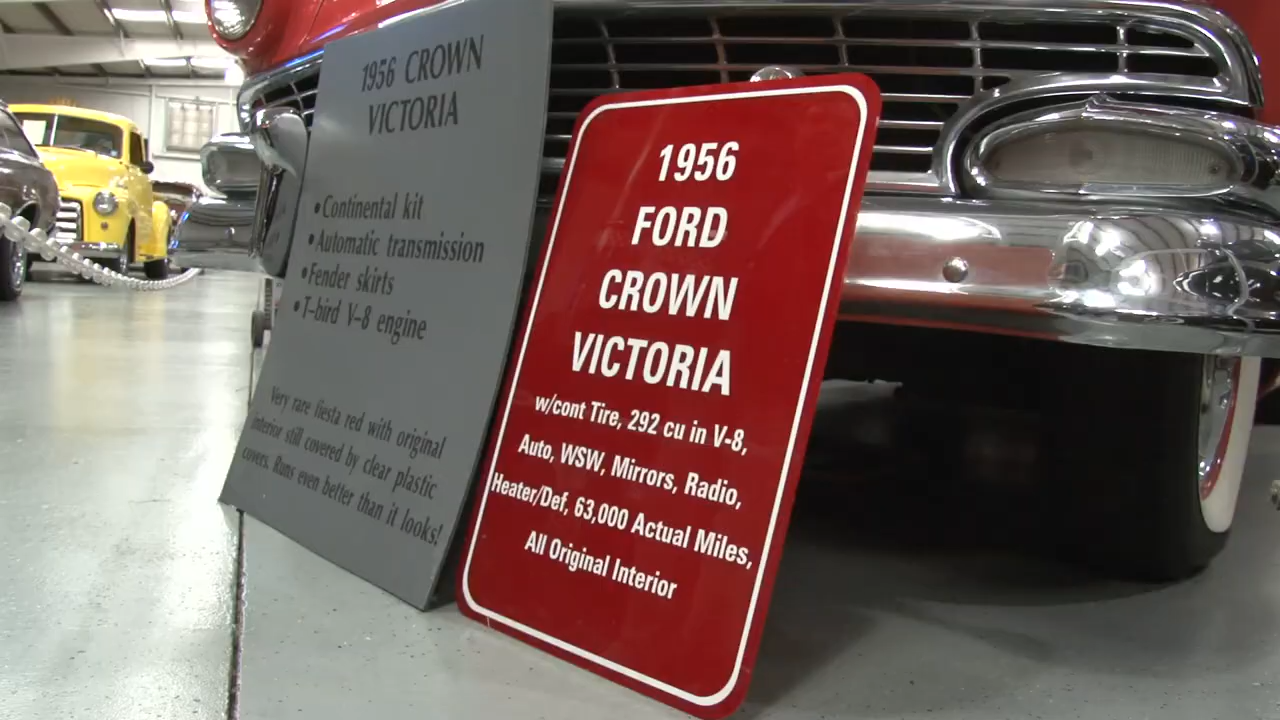 1956 CROWN
VICTORIA
•Continental kit
•Automatic transmission
•Fender skirts
•T-bird V-8 engine
Very rare fiesta red with original
interior still covered by clear plastic
covers. Runs even better than it looks!
1956
FORD
CROWN
VICTORIA
w/cont Tire, 292 cu in V-8,
Auto, WSW, Mirrors, Radio,
Heater/Def, 63,000 Actual Miles,
All Original Interior